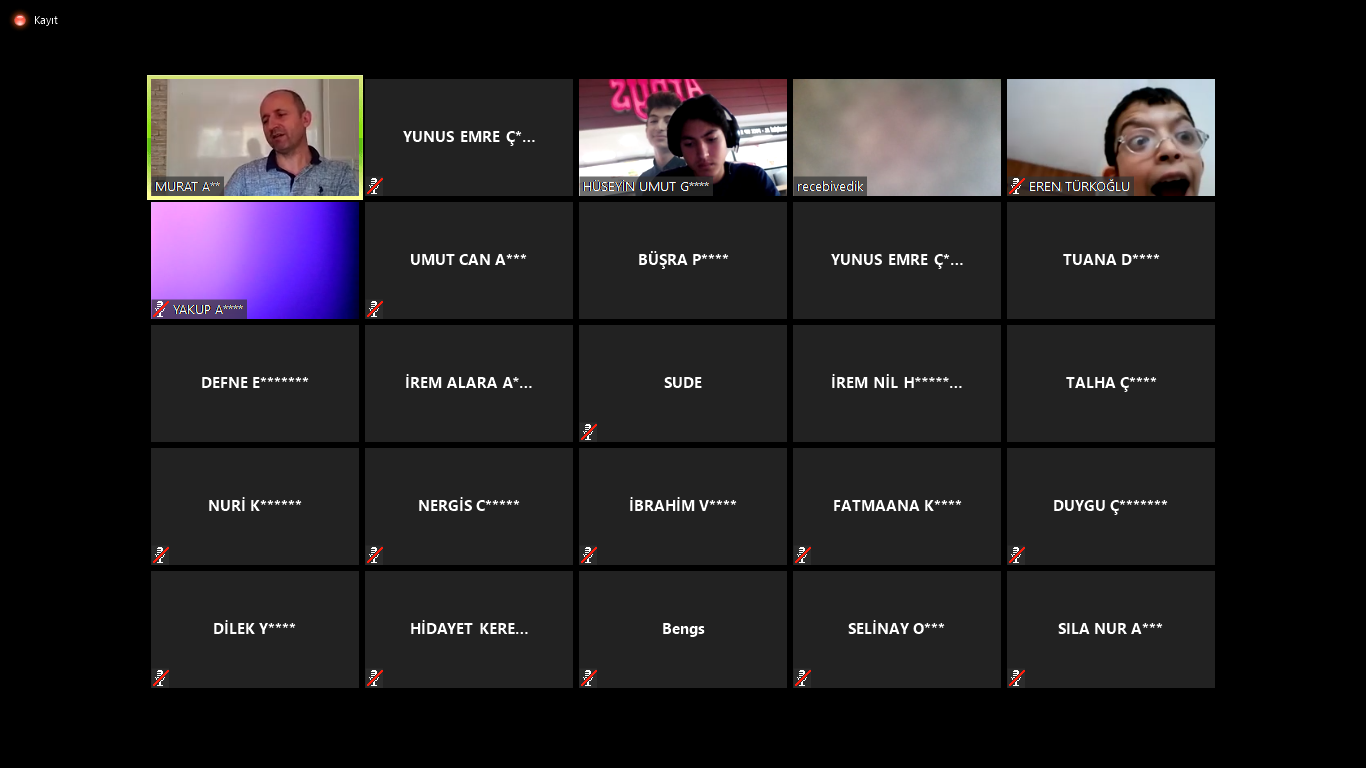 Kayıt
MURAT A**
YUNUS EMRE Ç*...
HÜSEYİN UMUT G****
recebivedik
EREN TÜRKOĞLU
YAKUP A****
UMUT CAN A***
BÜŞRA P****
YUNUS EMRE Ç*...
TUANA D****
DEFNE E*******
İREM ALARA A*...
SUDE
İREM NİL H*****...
TALHA Ç****
NURİ K******
NERGİS C*****
İBRAHİM V****
FATMAANA K****
DUYGU Ç*******
DİLEK Y****
HİDAYET KERE...
Bengs
SELİNAY O***
SILA NUR A***